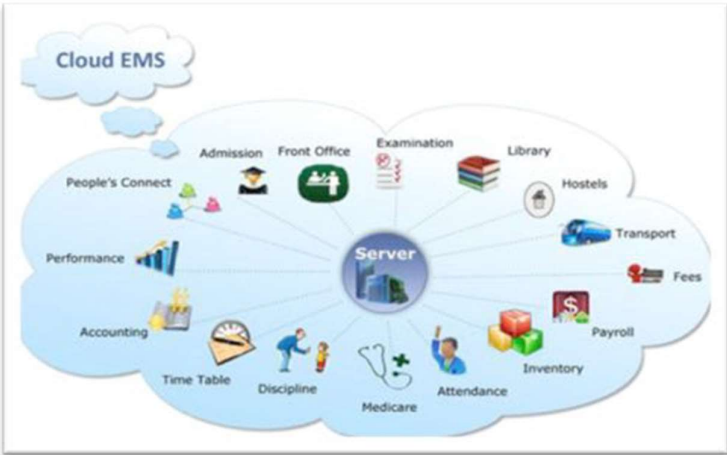 Cloud EMS
Admission
Front Office
Examination
Library
People's Connect
Hostels
Server
Transport
Performance
Fees
Accounting
Payroll
Time Table
Discipline
Medicare
Attendance
Inventory